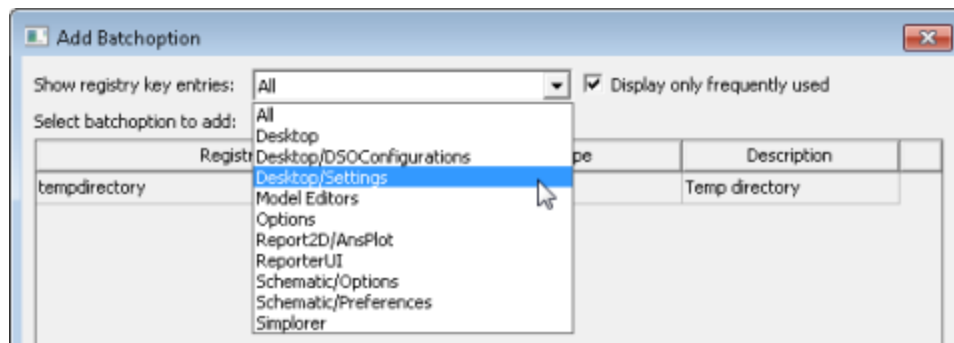 Add Batchoption
Show registry key entries: All Display only frequently used
Select batchoption to add:
All
Desktop
Desktop/DSOConfigurations
Desktop/Settings
Model Editors
Options
Report2D/AnsPlot
ReporterUI
Schematic/Options
Schematic/Preferences
Simplorer
Description
tempdirectory Temp directory